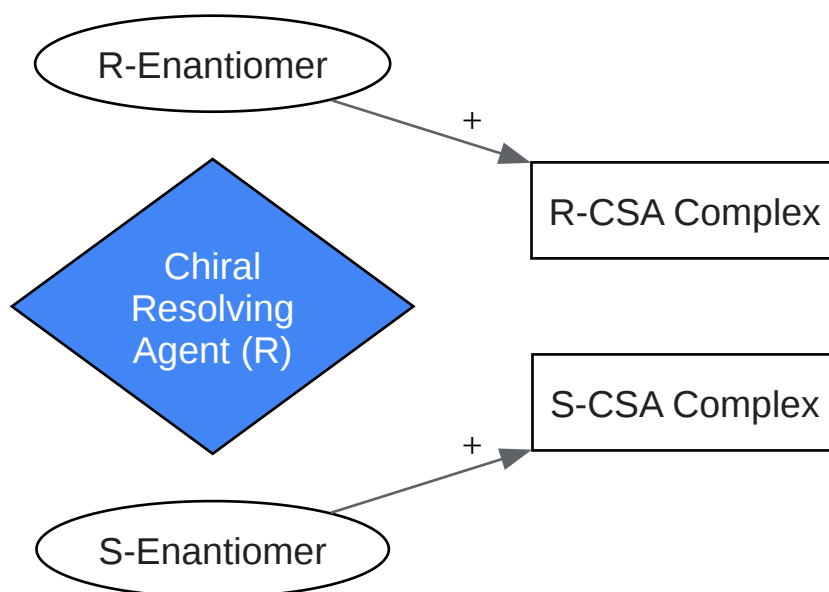 R-Enantiomer
+
R-CSA Complex
Chiral
Resolving
Agent (R)
S-CSA Complex
+
S-Enantiomer